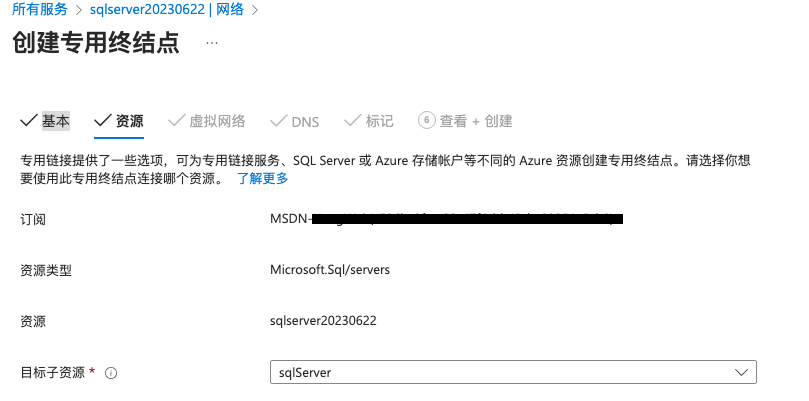 所有服务 > sqlserver20230622 | 网络 >
创建专用终结点 ...
基本 资源 虚拟网络 DNS 标记 6 查看 + 创建
专用链接提供了一些选项，可为专用链接服务、SQL Server 或 Azure 存储帐户等不同的 Azure 资源创建专用终结点。请选择你想
要使用此专用终结点连接哪个资源。 了解更多
订阅 MSDN-
资源类型 Microsoft.Sql/servers
资源 sqlserver20230622
目标子资源 * sqlServer